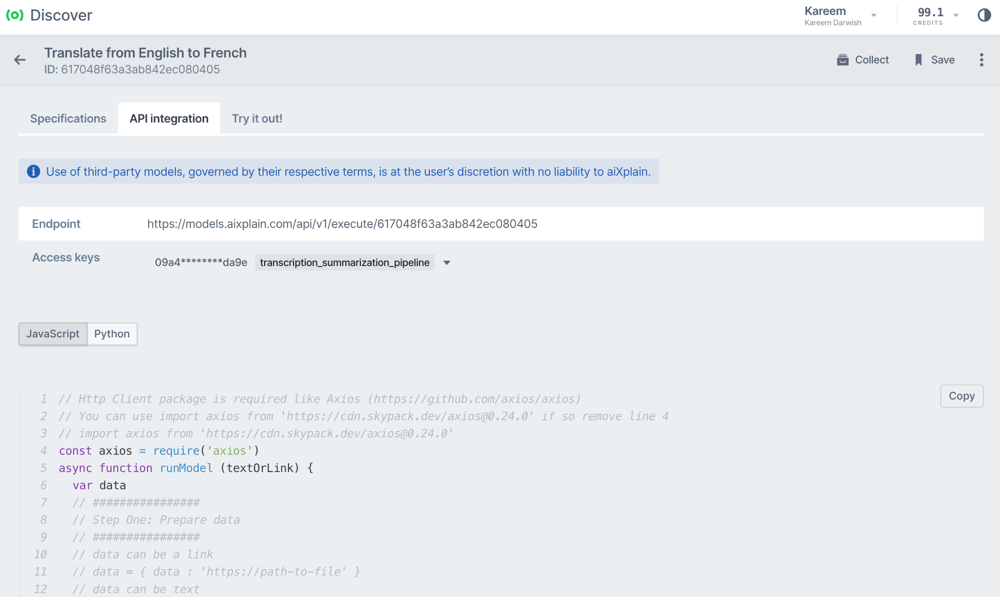 Discover
Kareem
Kareem Darwish
99.1
CREDITS
Translate from English to French
ID: 617048f63a3ab842ec080405
Collect
Save
Specifications
API integration
Try it out!
Use of third-party models, governed by their respective terms, is at the user’s discretion with no liability to aiXplain.
Endpoint
https://models.aixplain.com/api/v1/execute/617048f63a3ab842ec080405
Access keys
09a4********da9e transcription_summarization_pipeline
JavaScript
Python
Copy
1 // Http Client package is required like Axios (https://github.com/axios/axios)
2 // You can use import axios from 'https://cdn.skypack.dev/axios@0.24.0' if so remove line 4
3 // import axios from 'https://cdn.skypack.dev/axios@0.24.0'
4 const axios = require('axios')
5 async function runModel (textOrLink) {
6 var data
7 // ################
8 // Step One: Prepare data
9 // ################
10 // data can be a link
11 // data = { data : 'https://path-to-file' }
12 // data can be text